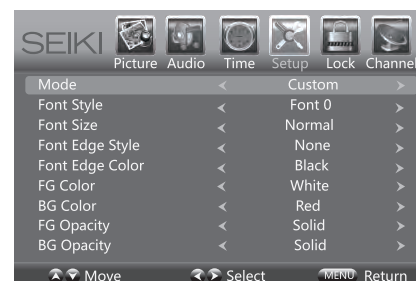 SEIKI
Picture Audio Time Setup Lock Channel
Mode Custom
Font Style Font 0
Font Size Normal
Font Edge Style None
Font Edge Color Black
FG Color White
BG Color Red
FG Opacity Solid
BG Opacity Solid
Move Select MENU Return